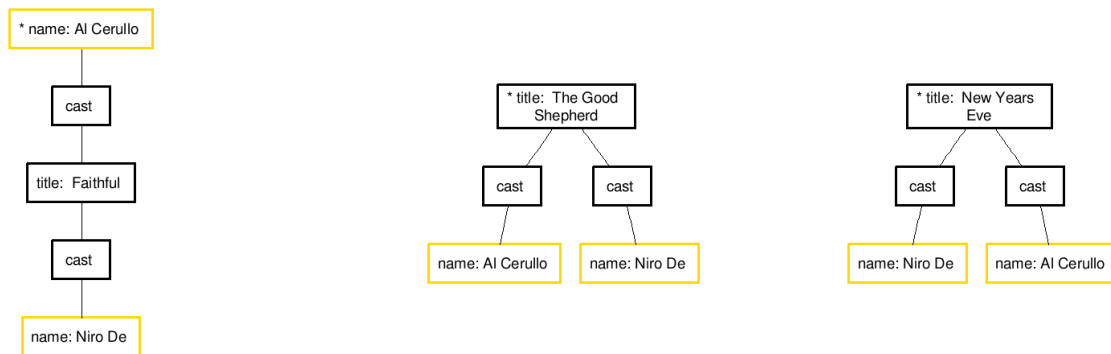 * name: Al Cerullo
cast
title: Faithful
cast
name: Niro De
* title: The Good
Shepherd
cast
cast
name: Al Cerullo
name: Niro De
* title: New Years
Eve
cast
cast
name: Niro De
name: Al Cerullo